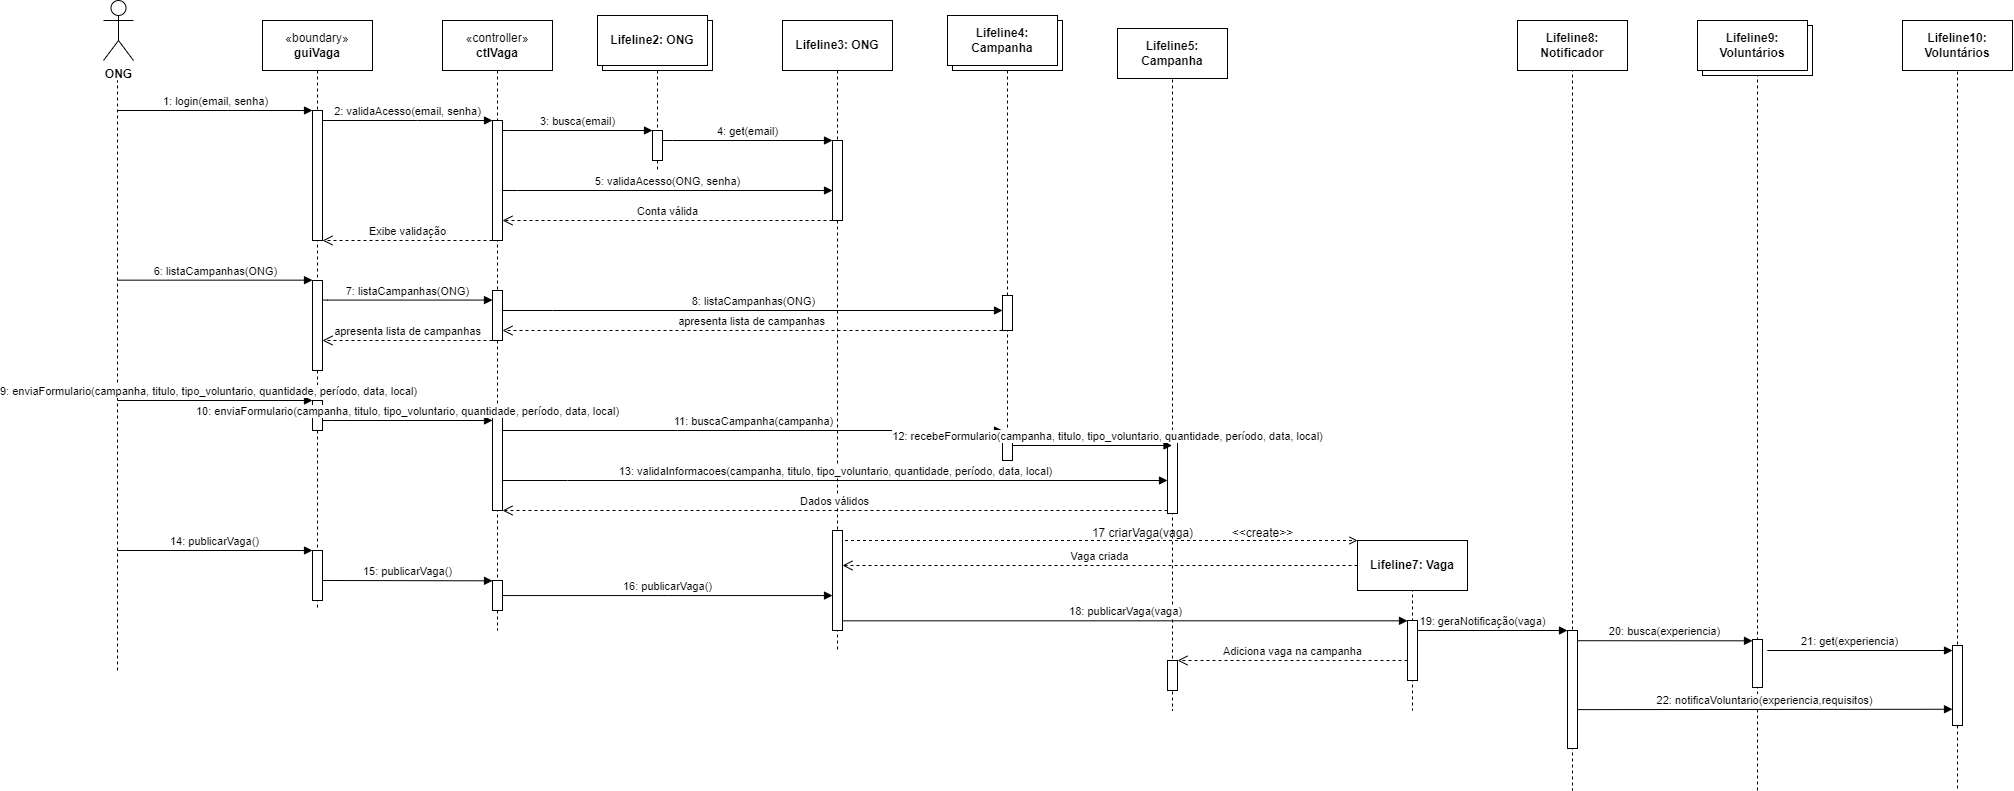 «boundary»
guiVaga
«controller»
ctlVaga
Lifeline2: ONG
Lifeline3: ONG
Lifeline4:
Campanha
Lifeline5:
Campanha
Lifeline8:
Notificador
Lifeline9:
Voluntários
Lifeline10:
Voluntários
ONG
1: login(email, senha)
2: validaAcesso(email, senha)
3: busca(email)
4: get(email)
5: validaAcesso(ONG, senha)
Conta válida
Exibe validação
6: listaCampanhas(ONG)
7: listaCampanhas(ONG)
8: listaCampanhas(ONG)
apresenta lista de campanhas
apresenta lista de campanhas
9: enviaFormulario(campanha, titulo, tipo_voluntario, quantidade, período, data, local)
10: enviaFormulario(campanha, titulo, tipo_voluntario, quantidade, período, data, local)
11: buscaCampanha(campanha)
12: recebeFormulario(campanha, titulo, tipo_voluntario, quantidade, período, data, local)
13: validaInformacoes(campanha, titulo, tipo_voluntario, quantidade, período, data, local)
Dados válidos
14: publicarVaga()
15: publicarVaga()
16: publicarVaga()
17 criarVaga(vaga) <<create>>
Vaga criada
Lifeline7: Vaga
18: publicarVaga(vaga)
19: geraNotificação(vaga)
20: busca(experiencia)
21: get(experiencia)
Adiciona vaga na campanha
22: notificaVoluntario(experiencia,requisitos)